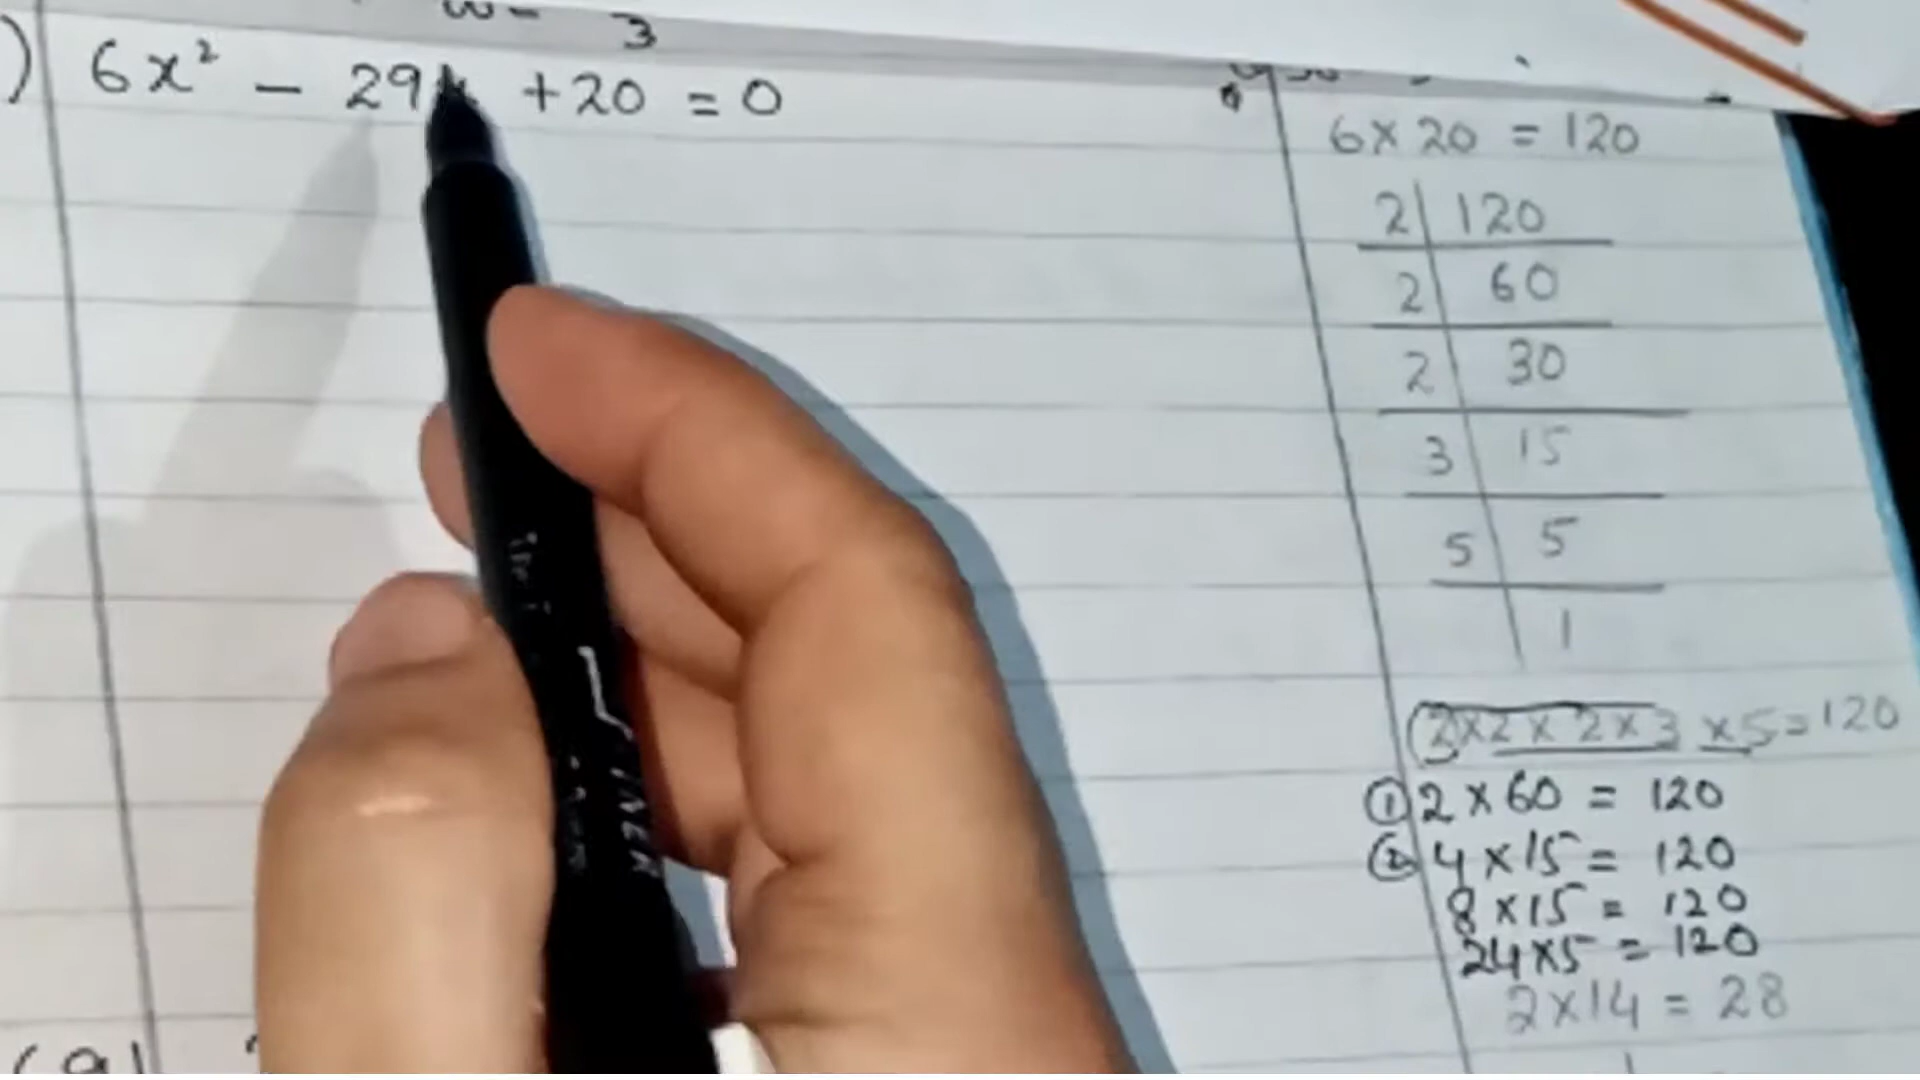 3
) 6x² - 29x + 20 = 0
6 × 20 = 120
2 | 120
2 | 60
2 | 30
3 | 15
5 | 5
1
2×2×2×3 ×5=120
① 2 × 60 = 120
② 4 × 15 = 120
8 × 15 = 120
24×5 = 120
2×14 = 28
(a)